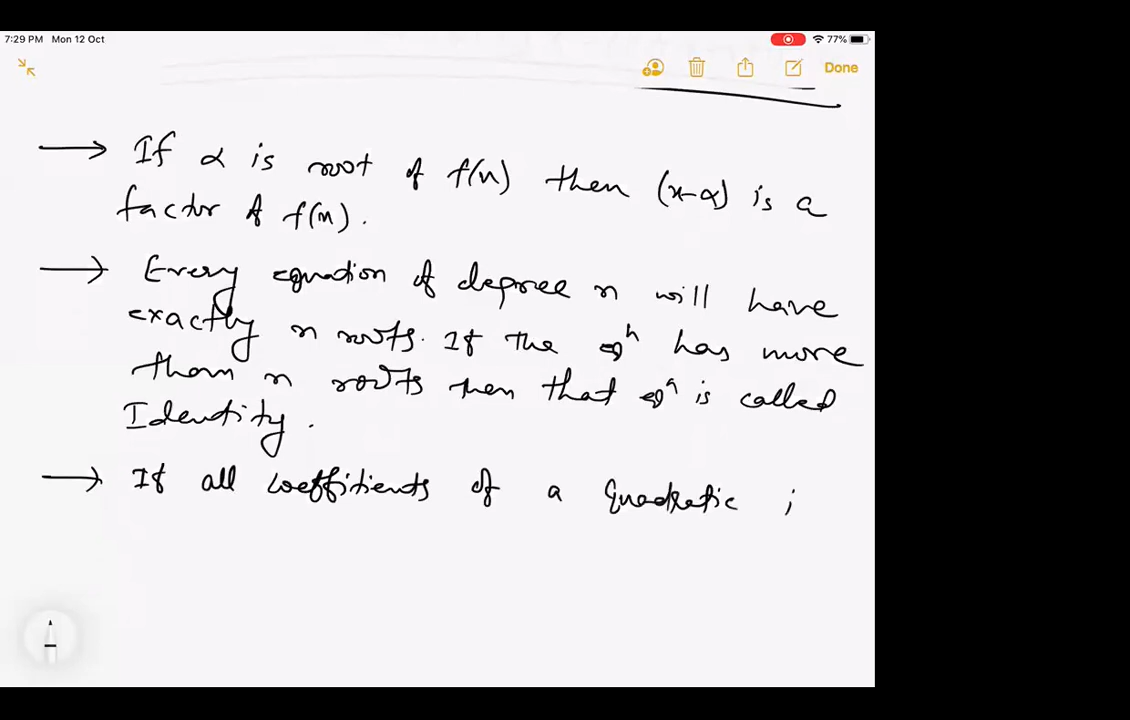 7:29 PM Mon 12 Oct
77%
Done
→ If α is root of f(x) then (x-α) is a
factor of f(x).
→ Every equation of degree n will have
exactly n roots. If the eqⁿ has more
than n roots then that eqⁿ is called
Identity.
→ If all coeffitients of a quadratic i